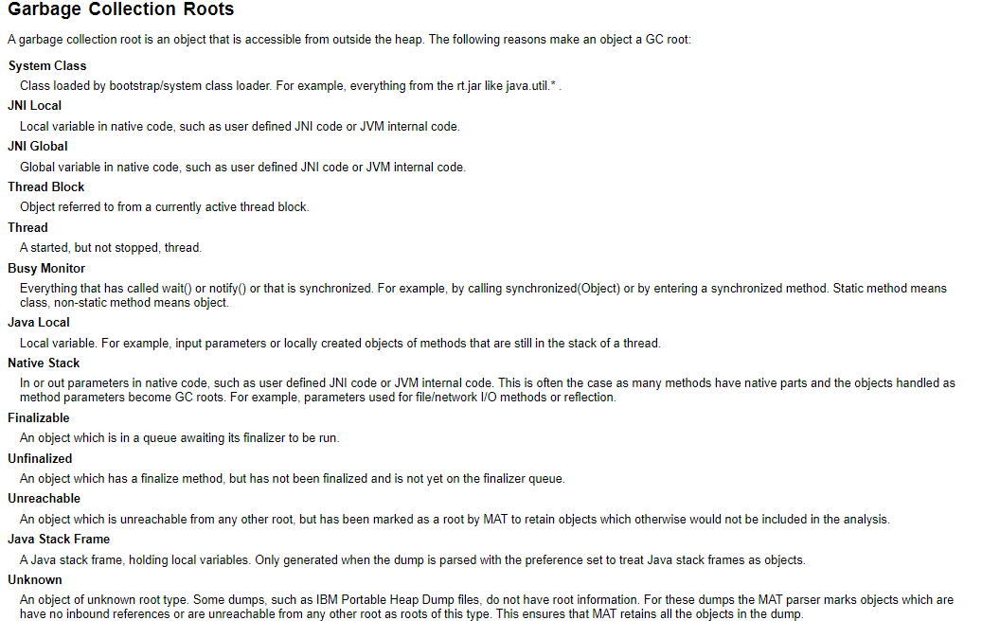 Garbage Collection Roots
A garbage collection root is an object that is accessible from outside the heap. The following reasons make an object a GC root:
System Class
Class loaded by bootstrap/system class loader. For example, everything from the rt.jar like java.util.* .
JNI Local
Local variable in native code, such as user defined JNI code or JVM internal code.
JNI Global
Global variable in native code, such as user defined JNI code or JVM internal code.
Thread Block
Object referred to from a currently active thread block.
Thread
A started, but not stopped, thread.
Busy Monitor
Everything that has called wait() or notify() or that is synchronized. For example, by calling synchronized(Object) or by entering a synchronized method. Static method means
class, non-static method means object.
Java Local
Local variable. For example, input parameters or locally created objects of methods that are still in the stack of a thread.
Native Stack
In or out parameters in native code, such as user defined JNI code or JVM internal code. This is often the case as many methods have native parts and the objects handled as
method parameters become GC roots. For example, parameters used for file/network I/O methods or reflection.
Finalizable
An object which is in a queue awaiting its finalizer to be run.
Unfinalized
An object which has a finalize method, but has not been finalized and is not yet on the finalizer queue.
Unreachable
An object which is unreachable from any other root, but has been marked as a root by MAT to retain objects which otherwise would not be included in the analysis.
Java Stack Frame
A Java stack frame, holding local variables. Only generated when the dump is parsed with the preference set to treat Java stack frames as objects.
Unknown
An object of unknown root type. Some dumps, such as IBM Portable Heap Dump files, do not have root information. For these dumps the MAT parser marks objects which are
have no inbound references or are unreachable from any other root as roots of this type. This ensures that MAT retains all the objects in the dump.